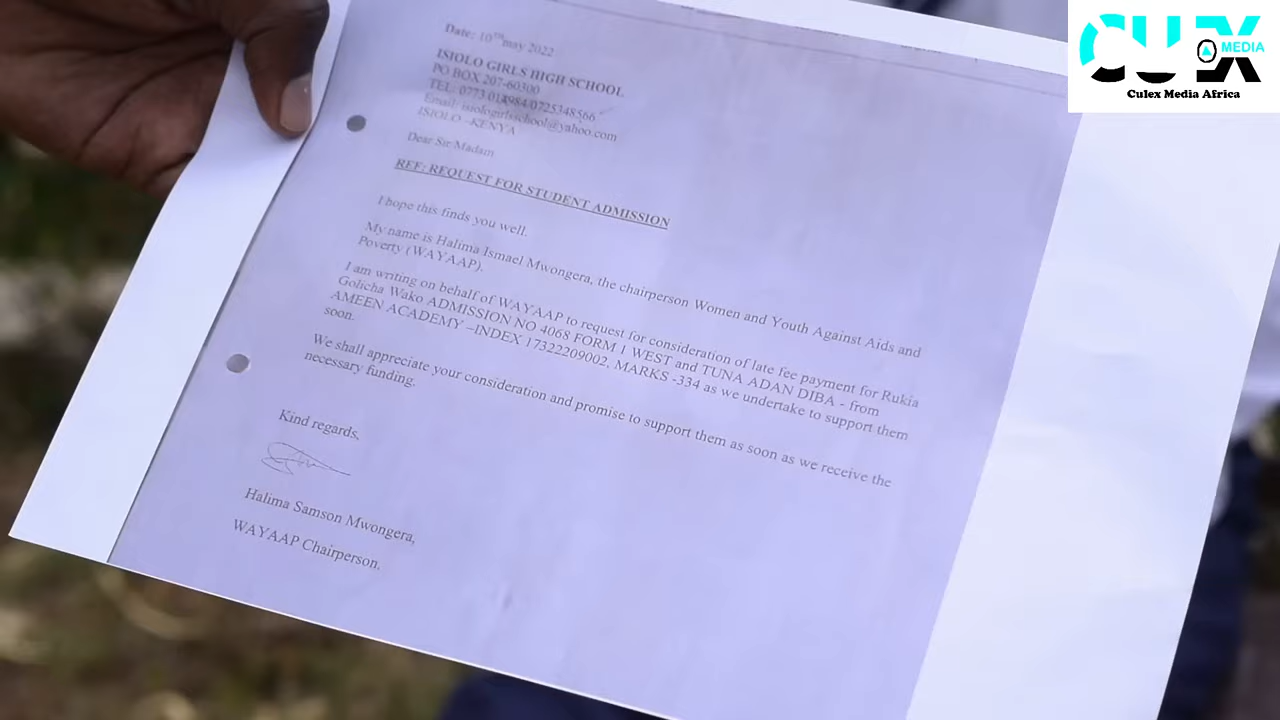 CUEX MEDIA
Culex Media Africa
Date: 10TH may 2022
ISIOLO GIRLS HIGH SCHOOL
PO BOX 207-60300
TEL: 0773 014984/0725348566
Email: isiologirlsschool@yahoo.com
ISIOLO –KENYA
Dear Sir Madam
REF: REQUEST FOR STUDENT ADMISSION
I hope this finds you well.
My name is Halima Ismael Mwongera, the chairperson Women and Youth Against Aids and
Poverty (WAYAAP).
I am writing on behalf of WAYAAP to request for consideration of late fee payment for Rukia
Golicha Wako ADMISSION NO 4068 FORM 1 WEST and TUNA ADAN DIBA - from
AMEEN ACADEMY –INDEX 17322209002, MARKS -334 as we undertake to support them
soon.
We shall appreciate your consideration and promise to support them as soon as we receive the
necessary funding.
Kind regards,
Halima Samson Mwongera,
WAYAAP Chairperson.